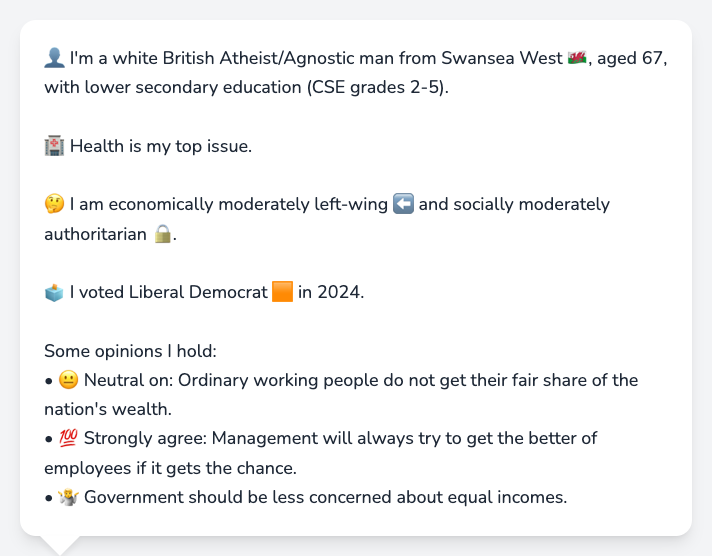 👤 I'm a white British Atheist/Agnostic man from Swansea West 🏴󠁧󠁢󠁷󠁬󠁳󠁿, aged 67,
with lower secondary education (CSE grades 2-5).
🏥 Health is my top issue.
🤔 I am economically moderately left-wing ⬅️ and socially moderately
authoritarian 🔒.
🗳️ I voted Liberal Democrat 🟧 in 2024.
Some opinions I hold:
• 😐 Neutral on: Ordinary working people do not get their fair share of the
nation's wealth.
• 💯 Strongly agree: Management will always try to get the better of
employees if it gets the chance.
• 🤷 Government should be less concerned about equal incomes.